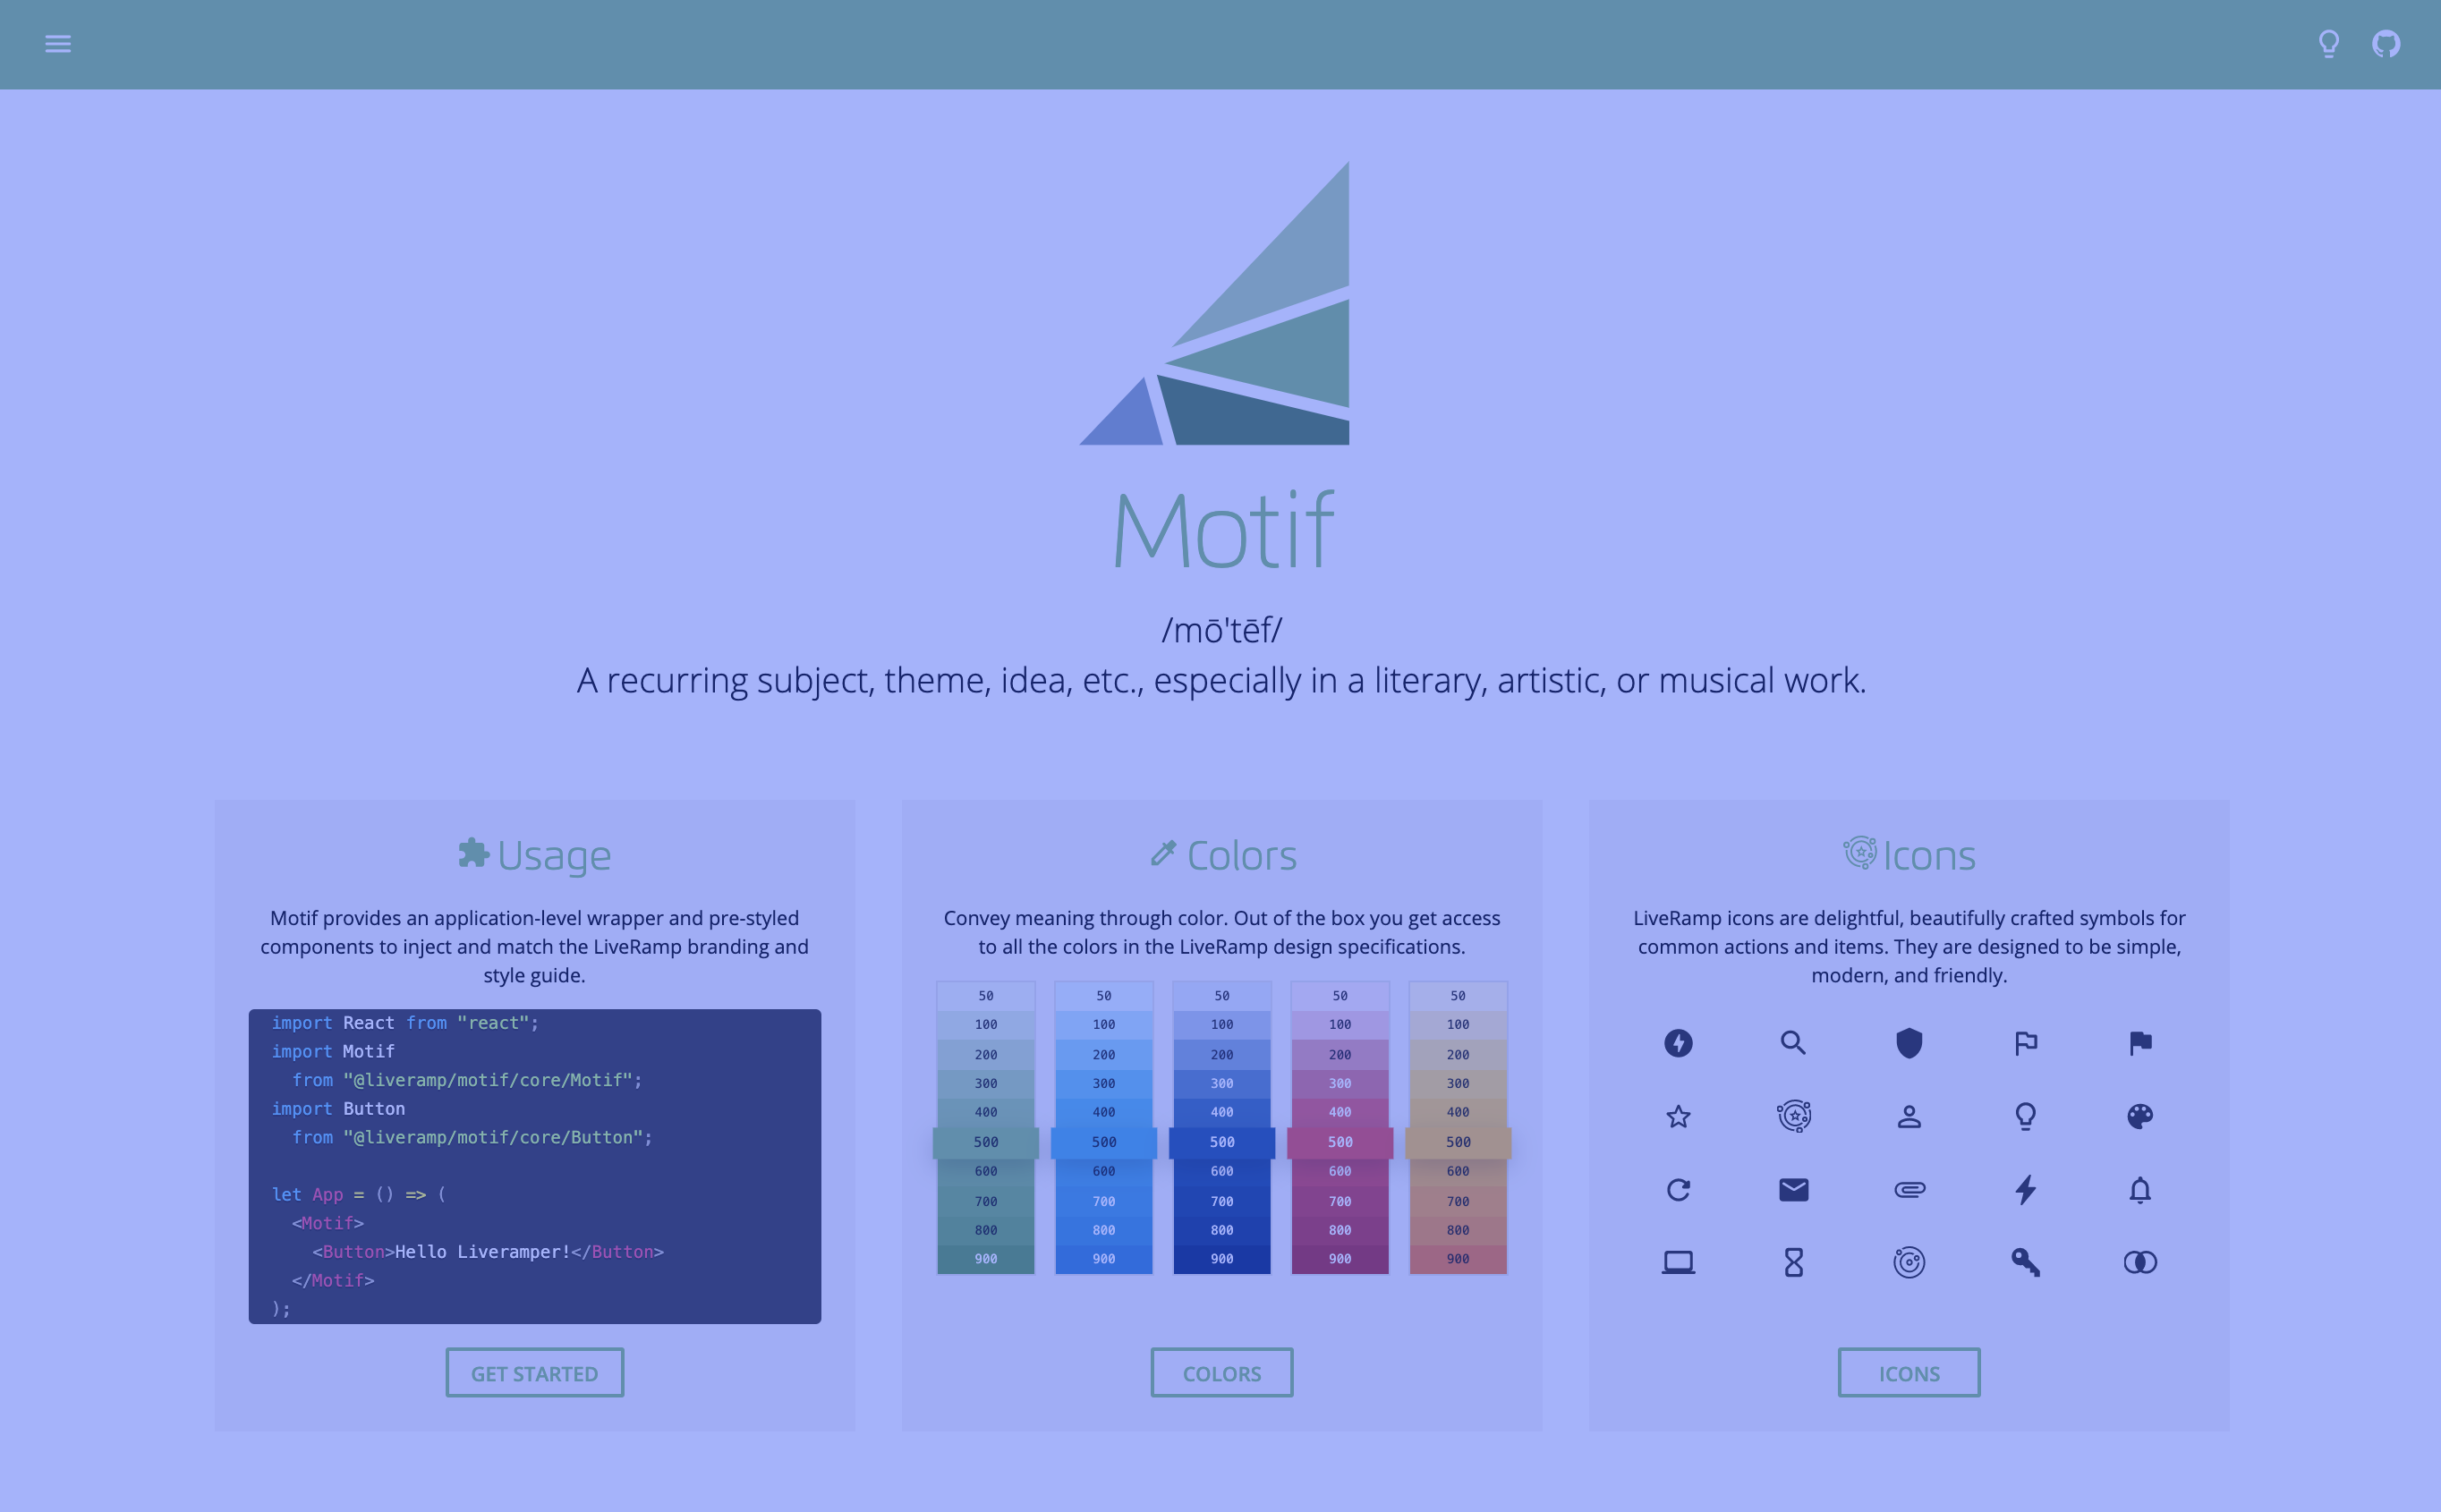 Motif
/mō'tēf/
A recurring subject, theme, idea, etc., especially in a literary, artistic, or musical work.
Usage
Motif provides an application-level wrapper and pre-styled
components to inject and match the LiveRamp branding and
style guide.
import React from "react";
import Motif
  from "@liveramp/motif/core/Motif";
import Button
  from "@liveramp/motif/core/Button";
let App = () => (
  <Motif>
    <Button>Hello Liveramper!</Button>
  </Motif>
);
GET STARTED
Colors
Convey meaning through color. Out of the box you get access
to all the colors in the LiveRamp design specifications.
50 50 50 50 50
100 100 100 100 100
200 200 200 200 200
300 300 300 300 300
400 400 400 400 400
500 500 500 500 500
600 600 600 600 600
700 700 700 700 700
800 800 800 800 800
900 900 900 900 900
COLORS
Icons
LiveRamp icons are delightful, beautifully crafted symbols for
common actions and items. They are designed to be simple,
modern, and friendly.
ICONS